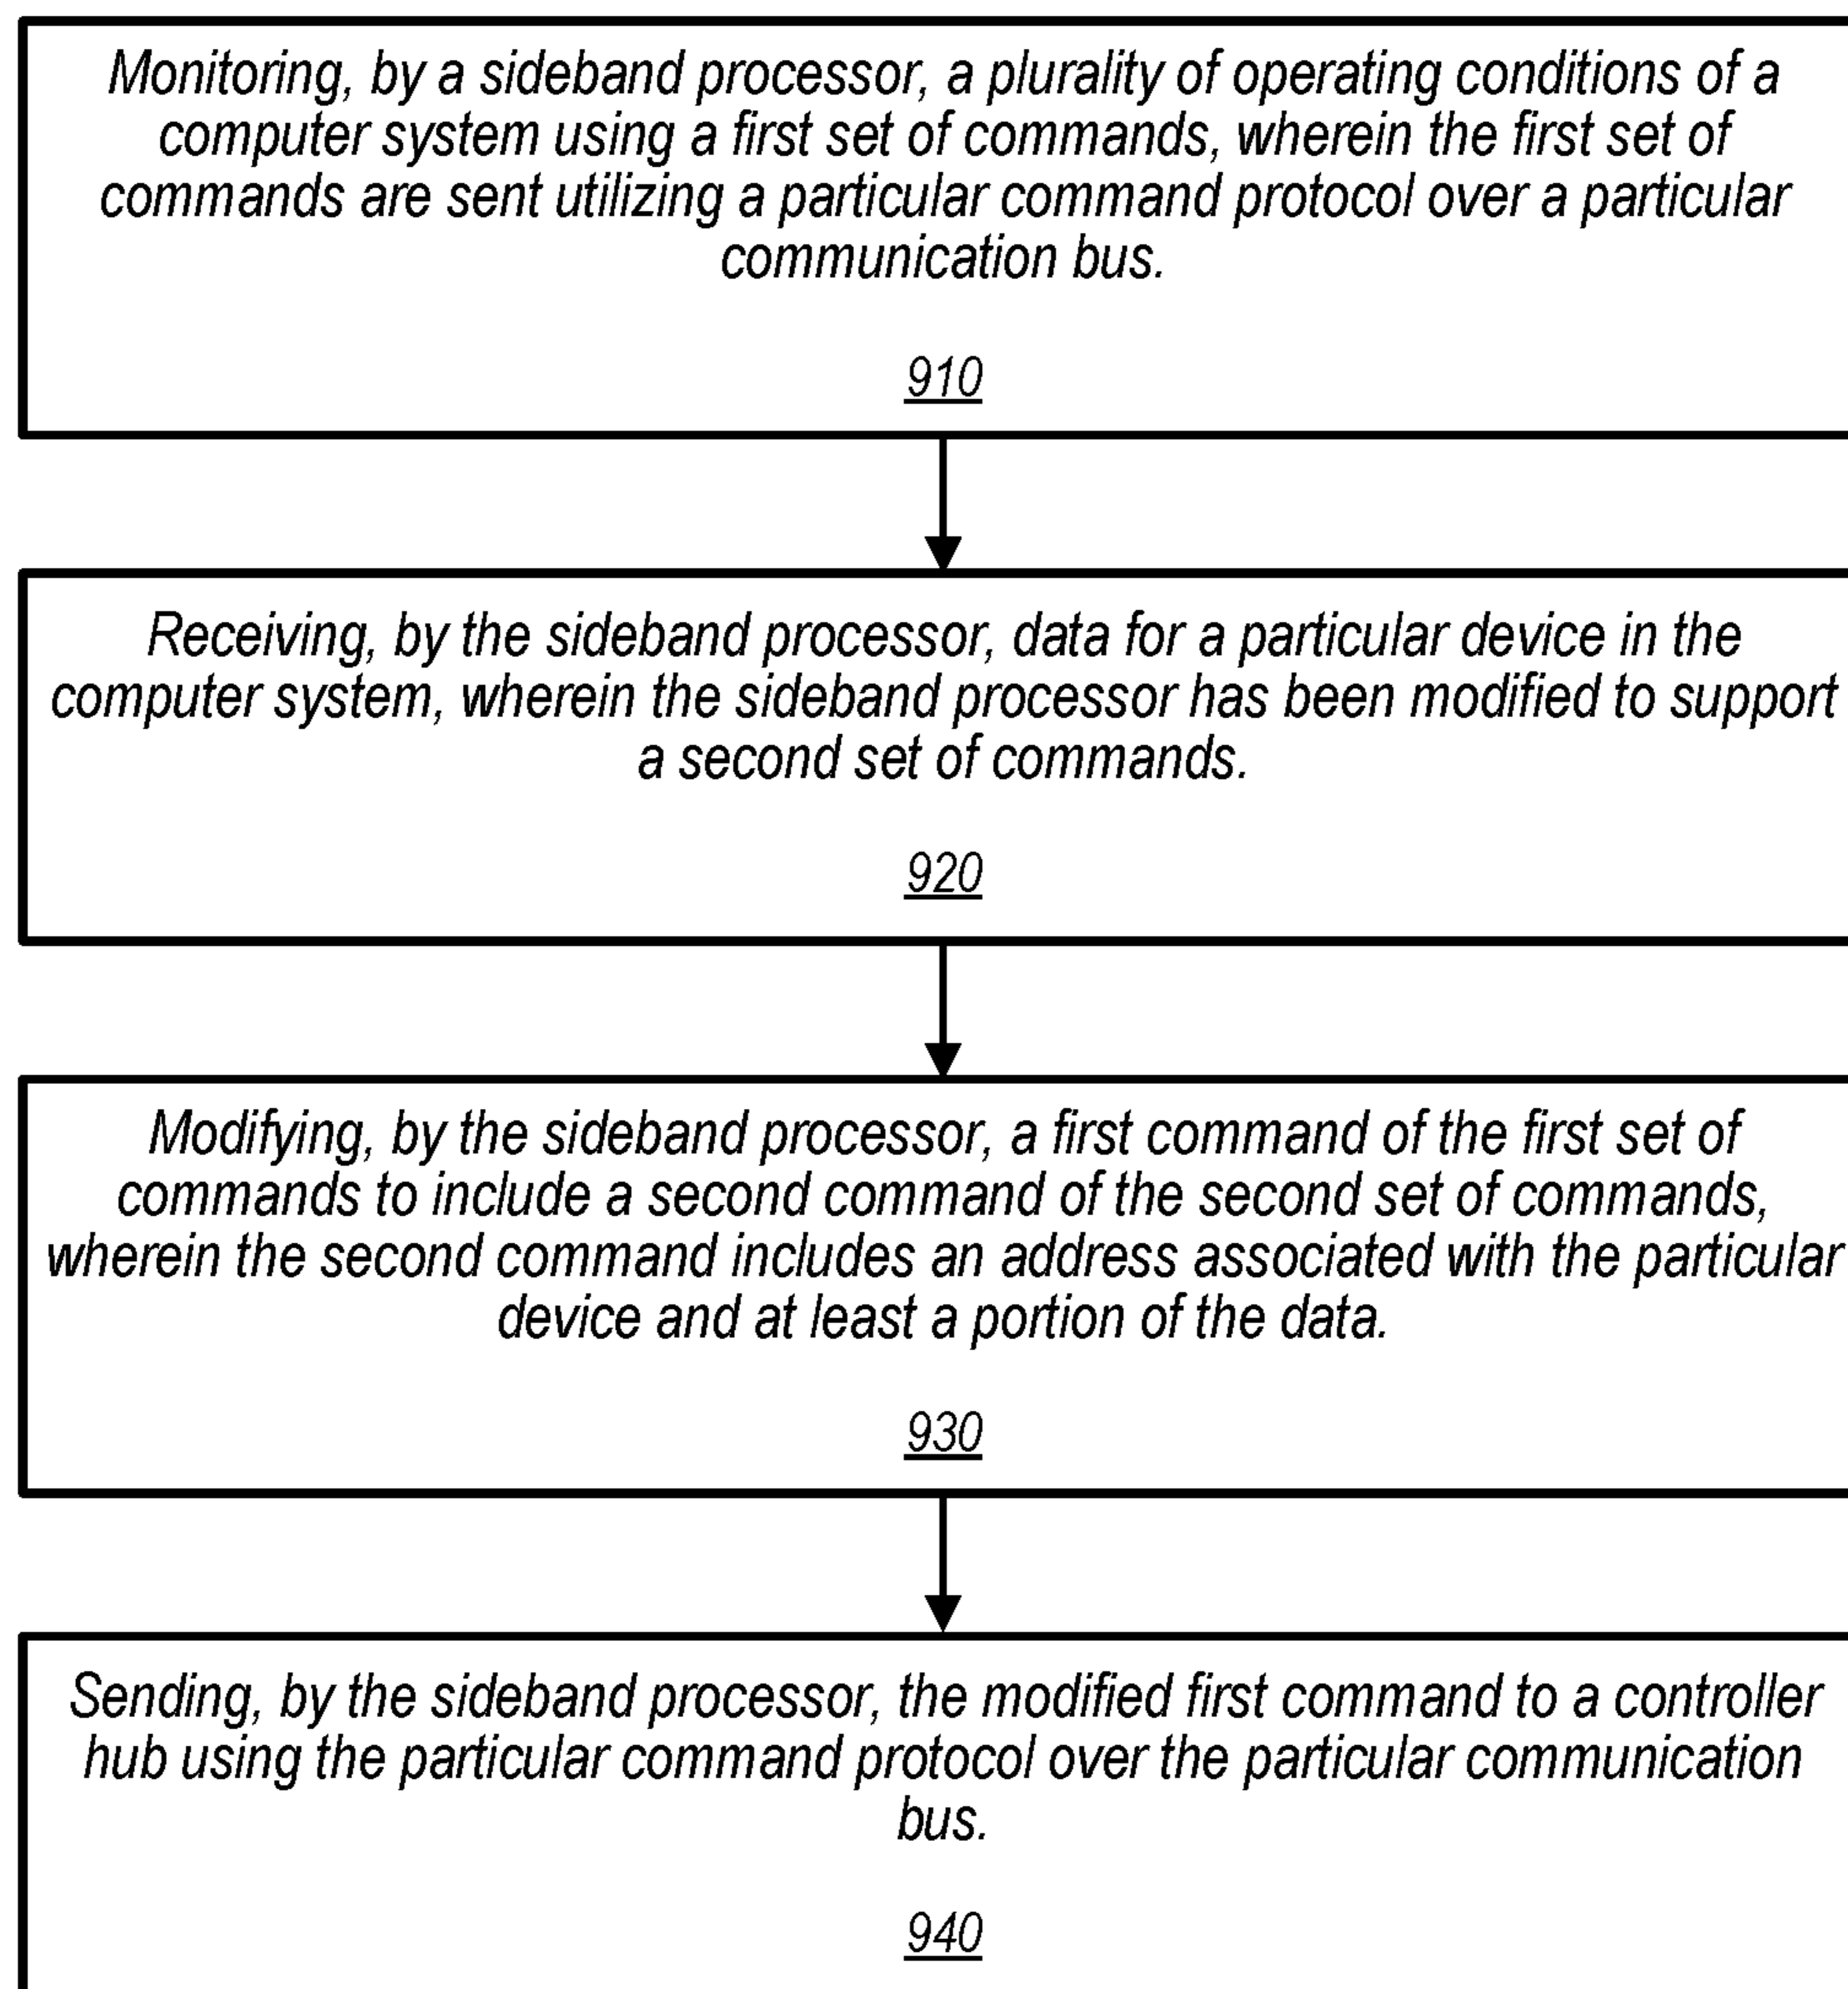 Monitoring, by a sideband processor, a plurality of operating conditions of a
computer system using a first set of commands, wherein the first set of
commands are sent utilizing a particular command protocol over a particular
communication bus.
910
Receiving, by the sideband processor, data for a particular device in the
computer system, wherein the sideband processor has been modified to support
a second set of commands.
920
Modifying, by the sideband processor, a first command of the first set of
commands to include a second command of the second set of commands,
wherein the second command includes an address associated with the particular
device and at least a portion of the data.
930
Sending, by the sideband processor, the modified first command to a controller
hub using the particular command protocol over the particular communication
bus.
940